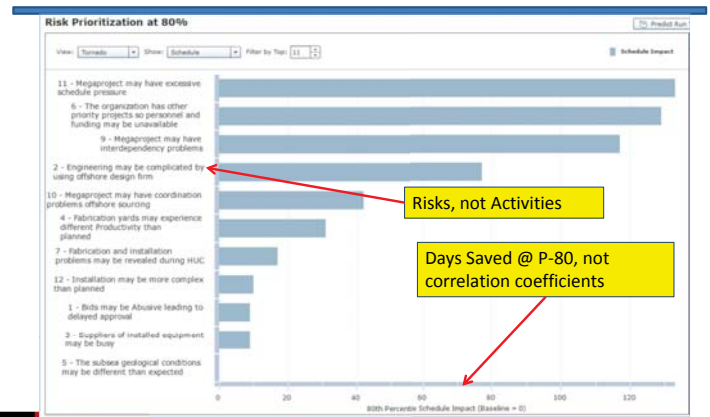 Risk Prioritization at 80%
Predict Run
View: Tornado Show: Schedule Filter by Top: 11
Schedule Impact
11 - Megaproject may have excessive
schedule pressure
6 - The organization has other
priority projects so personnel and
funding may be unavailable
9 - Megaproject may have
interdependency problems
2 - Engineering may be complicated by
using offshore design firm
10 - Megaproject may have coordination
problems offshore sourcing
4 - Fabrication yards may experience
different Productivity than
planned
7 - Fabrication and installation
problems may be revealed during HUC
12 - Installation may be more complex
than planned
1 - Bids may be Abusive leading to
delayed approval
3 - Suppliers of installed equipment
may be busy
5 - The subsea geological conditions
may be different than expected
Risks, not Activities
Days Saved @ P-80, not
correlation coefficients
0 20 40 60 80 100 120
80th Percentile Schedule Impact (Baseline = 0)